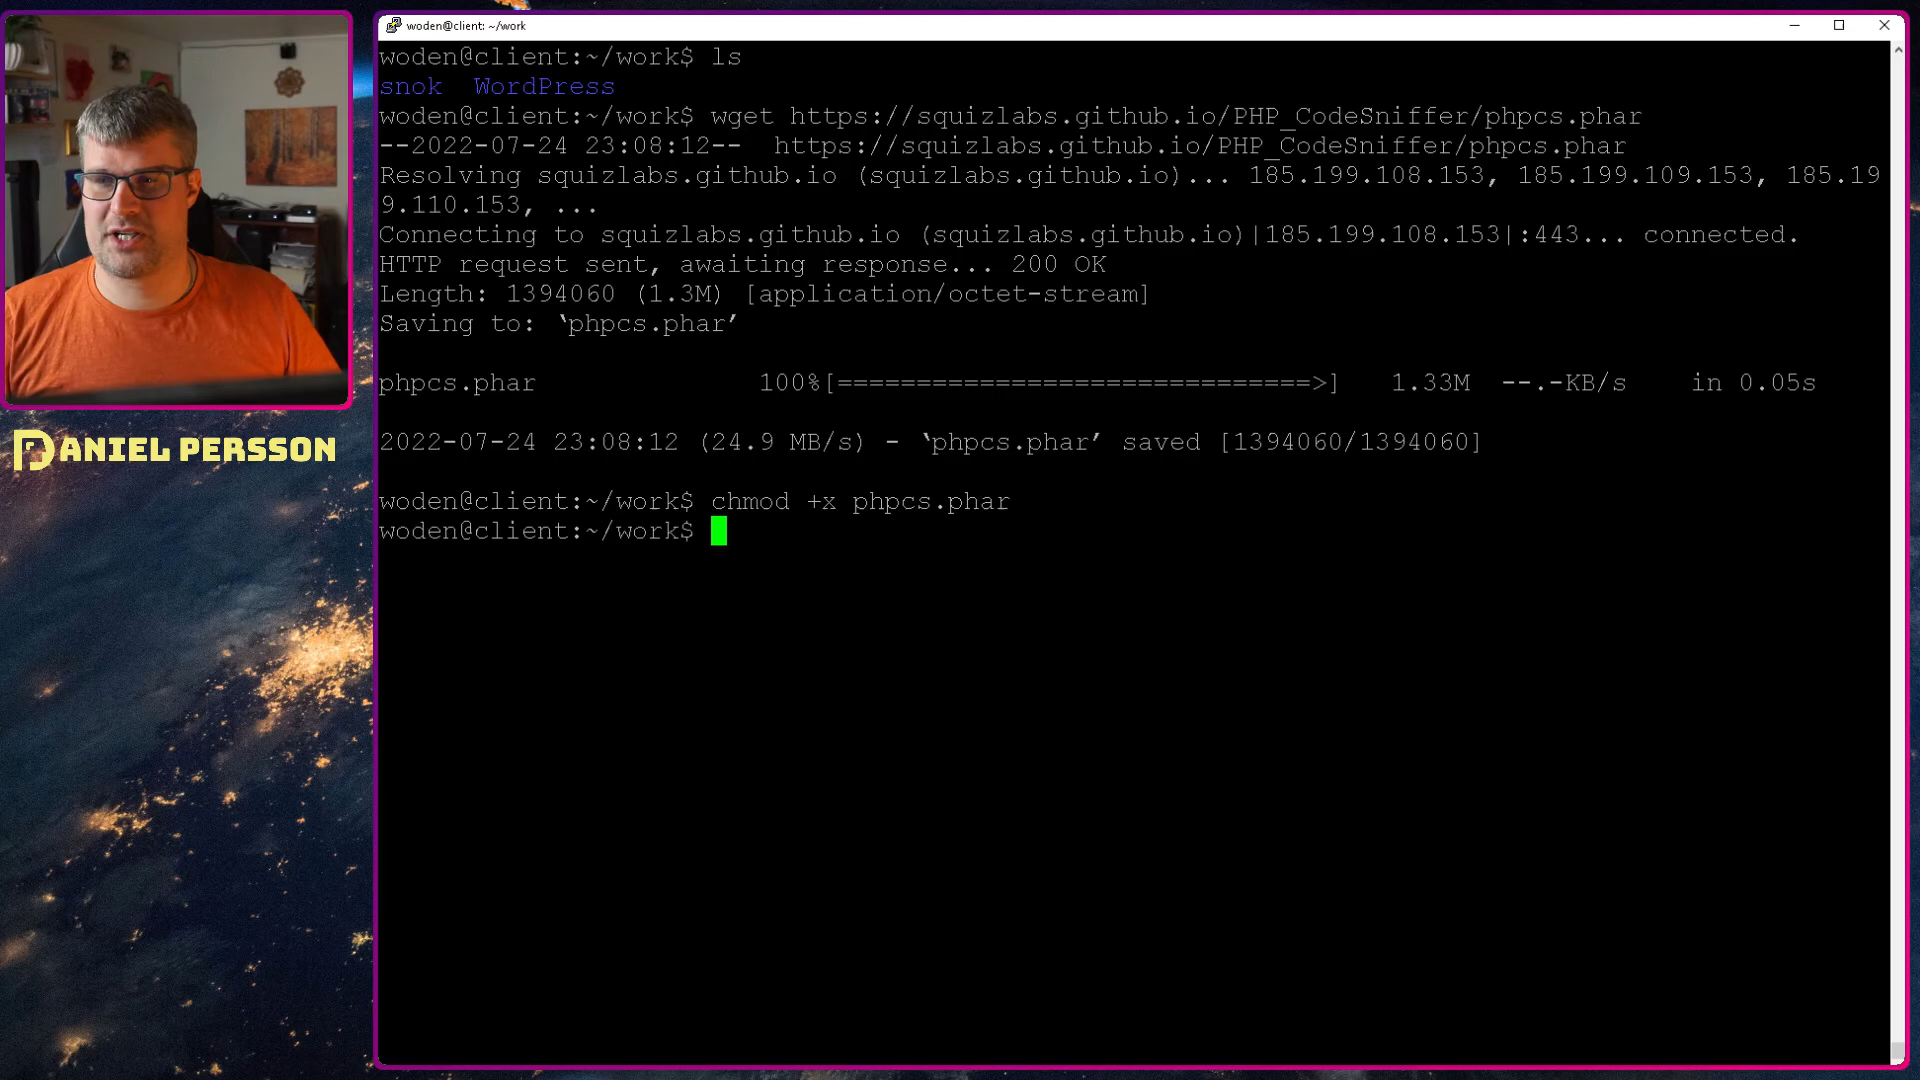 woden@client: ~/work
woden@client:~/work$ ls
snok  WordPress
woden@client:~/work$ wget https://squizlabs.github.io/PHP_CodeSniffer/phpcs.phar
--2022-07-24 23:08:12--  https://squizlabs.github.io/PHP_CodeSniffer/phpcs.phar
Resolving squizlabs.github.io (squizlabs.github.io)... 185.199.108.153, 185.199.109.153, 185.19
9.110.153, ...
Connecting to squizlabs.github.io (squizlabs.github.io)|185.199.108.153|:443... connected.
HTTP request sent, awaiting response... 200 OK
Length: 1394060 (1.3M) [application/octet-stream]
Saving to: ‘phpcs.phar’
phpcs.phar              100%[==============================>]   1.33M  --.-KB/s    in 0.05s
2022-07-24 23:08:12 (24.9 MB/s) - ‘phpcs.phar’ saved [1394060/1394060]
woden@client:~/work$ chmod +x phpcs.phar
woden@client:~/work$
DANIEL PERSSON